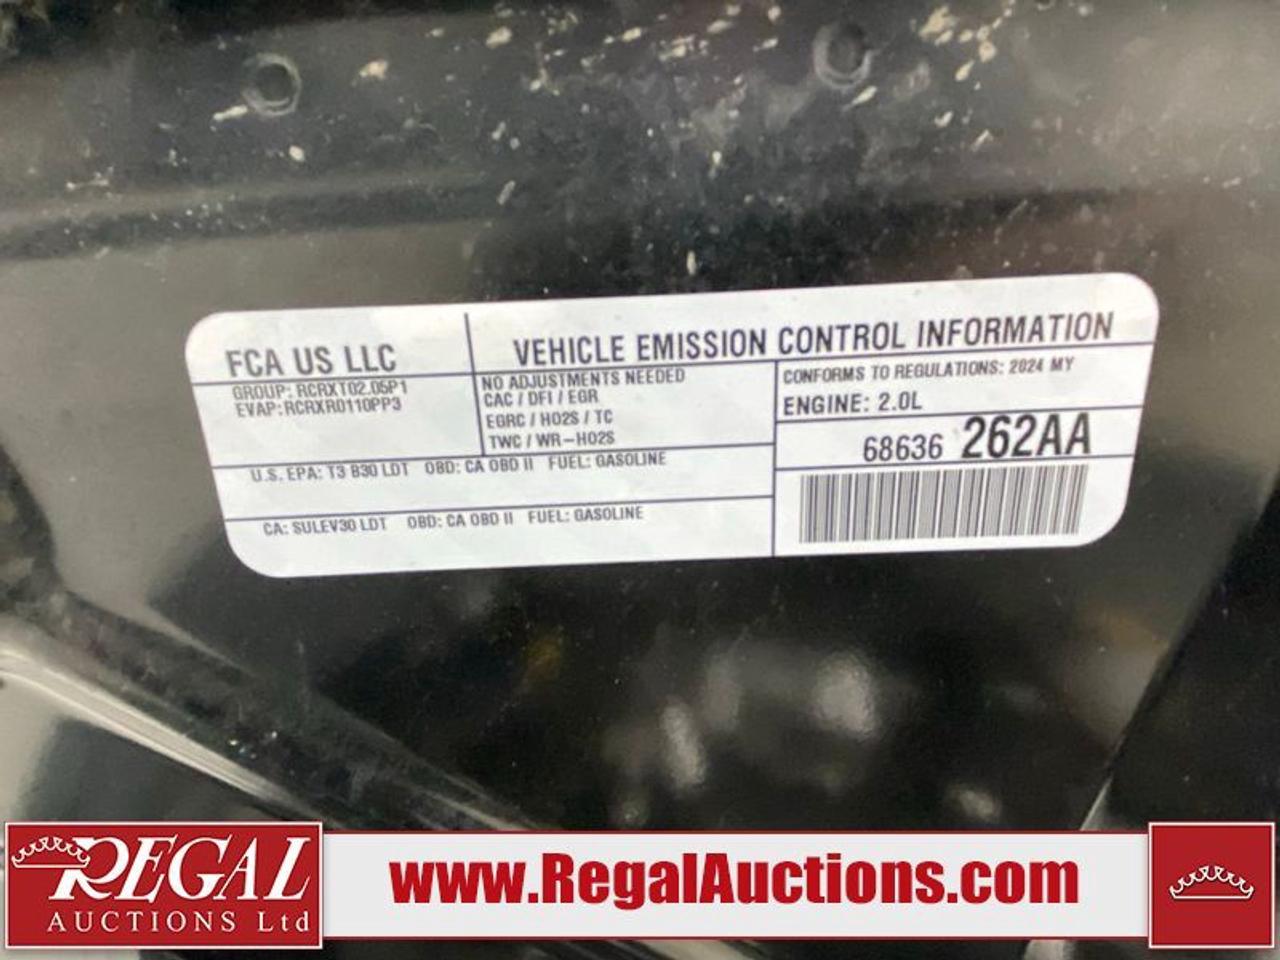 FCA US LLC
VEHICLE EMISSION CONTROL INFORMATION
GROUP: RCRXT02.05P1
EVAP:RCRXR0110PP3
NO ADJUSTMENTS NEEDED
CAC / DFI / EGR
EGRC / HO2S / TC
TWC / WR-HO2S
CONFORMS TO REGULATIONS: 2024 MY
ENGINE: 2.0L
68636 262AA
U.S. EPA: T3 B30 LDT OBD: CA OBD II FUEL: GASOLINE
CA: SULEV30 LDT OBD: CA OBD II FUEL: GASOLINE
REGAL
AUCTIONS Ltd
www.RegalAuctions.com